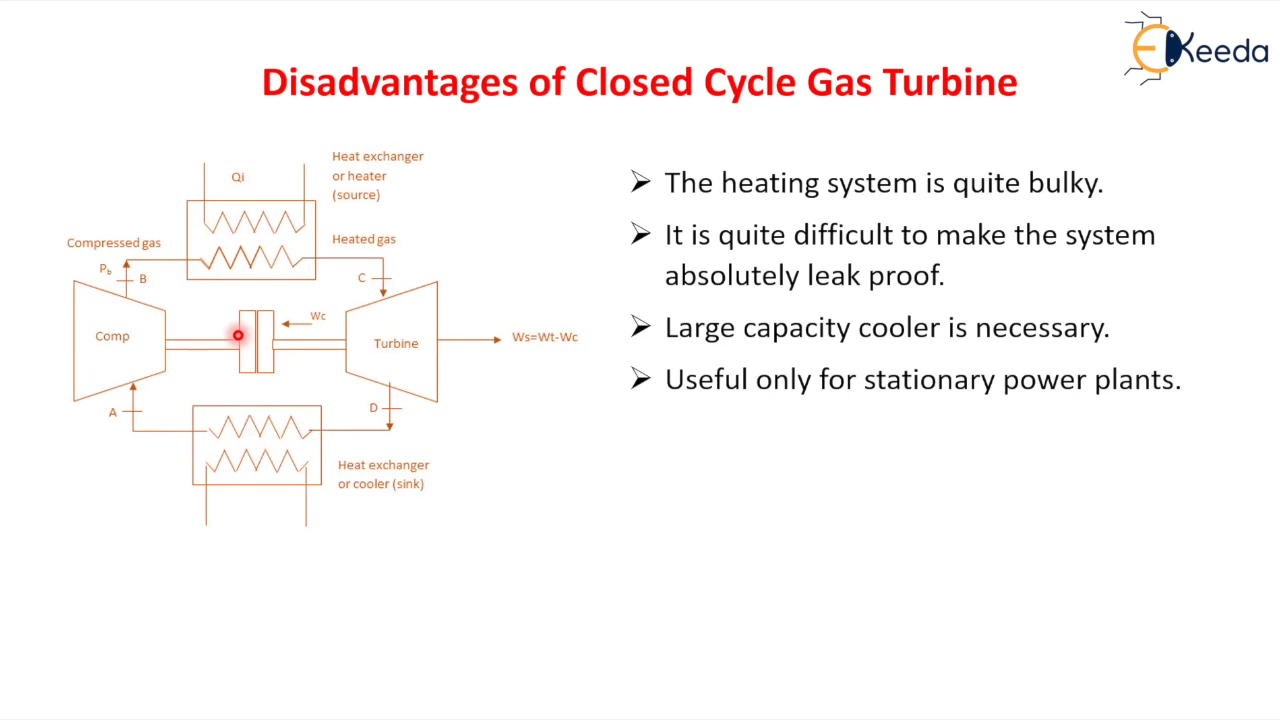 EKeeda
Disadvantages of Closed Cycle Gas Turbine
Heat exchanger
or heater
(source)
Qi
Compressed gas
Heated gas
Pb
B
C
Comp
Wc
Turbine
Ws=Wt-Wc
A
D
Heat exchanger
or cooler (sink)
➢ The heating system is quite bulky.
➢ It is quite difficult to make the system
absolutely leak proof.
➢ Large capacity cooler is necessary.
➢ Useful only for stationary power plants.